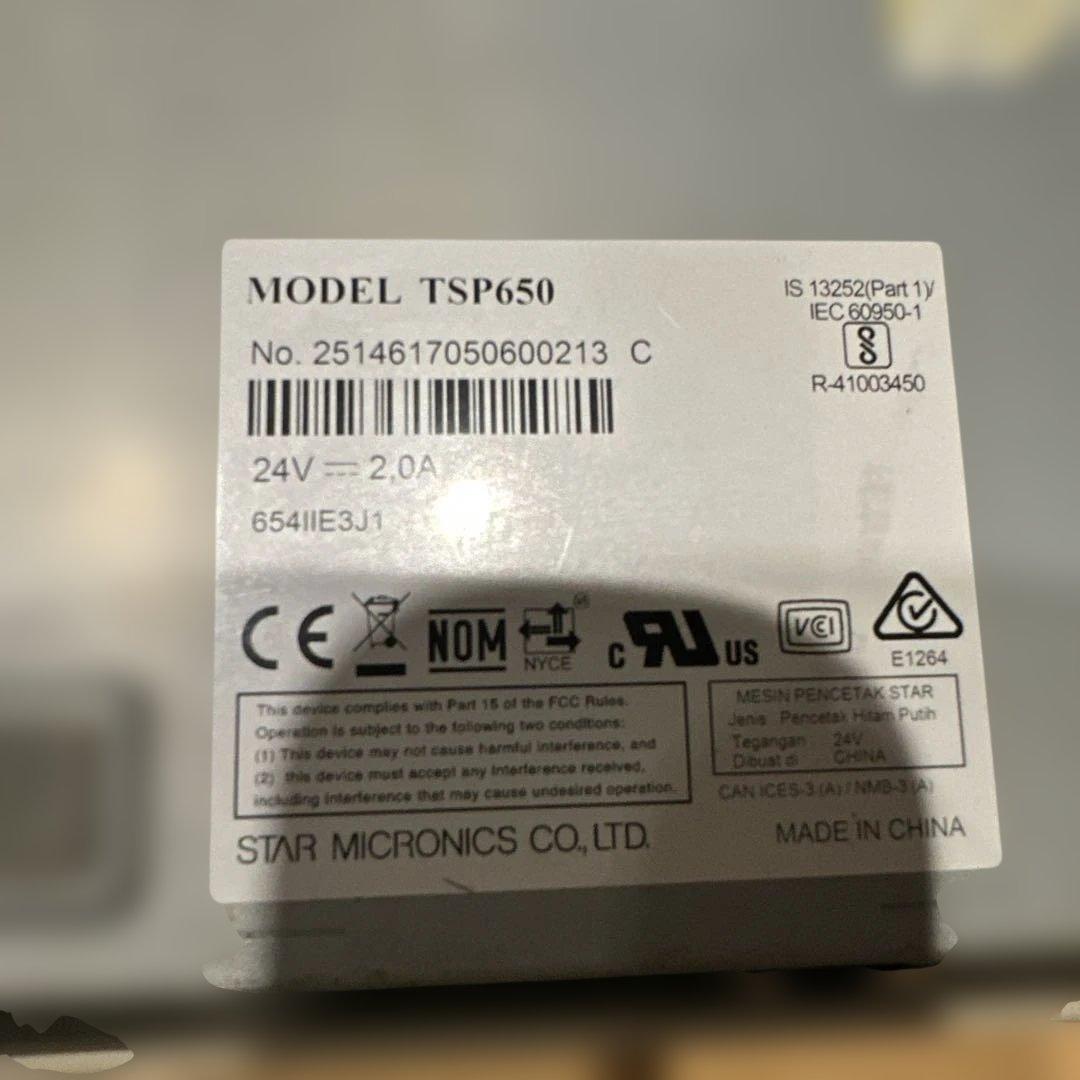 MODEL TSP650
No. 2514617050600213 C
24V ⎓ 2,0A
654IIE3J1
IS 13252(Part 1)/
IEC 60950-1
R-41003450
CE
NOM
NYCE
C UR US
VCI
E1264
This device complies with Part 15 of the FCC Rules.
Operation is subject to the following two conditions:
(1) This device may not cause harmful interference, and
(2) this device must accept any interference received,
including interference that may cause undesired operation.
MESIN PENCETAK STAR
Jenis : Pencetak Hitam Putih
Tegangan : 24V
Dibuat di : CHINA
CAN ICES-3 (A) / NMB-3 (A)
STAR MICRONICS CO., LTD.
MADE IN CHINA